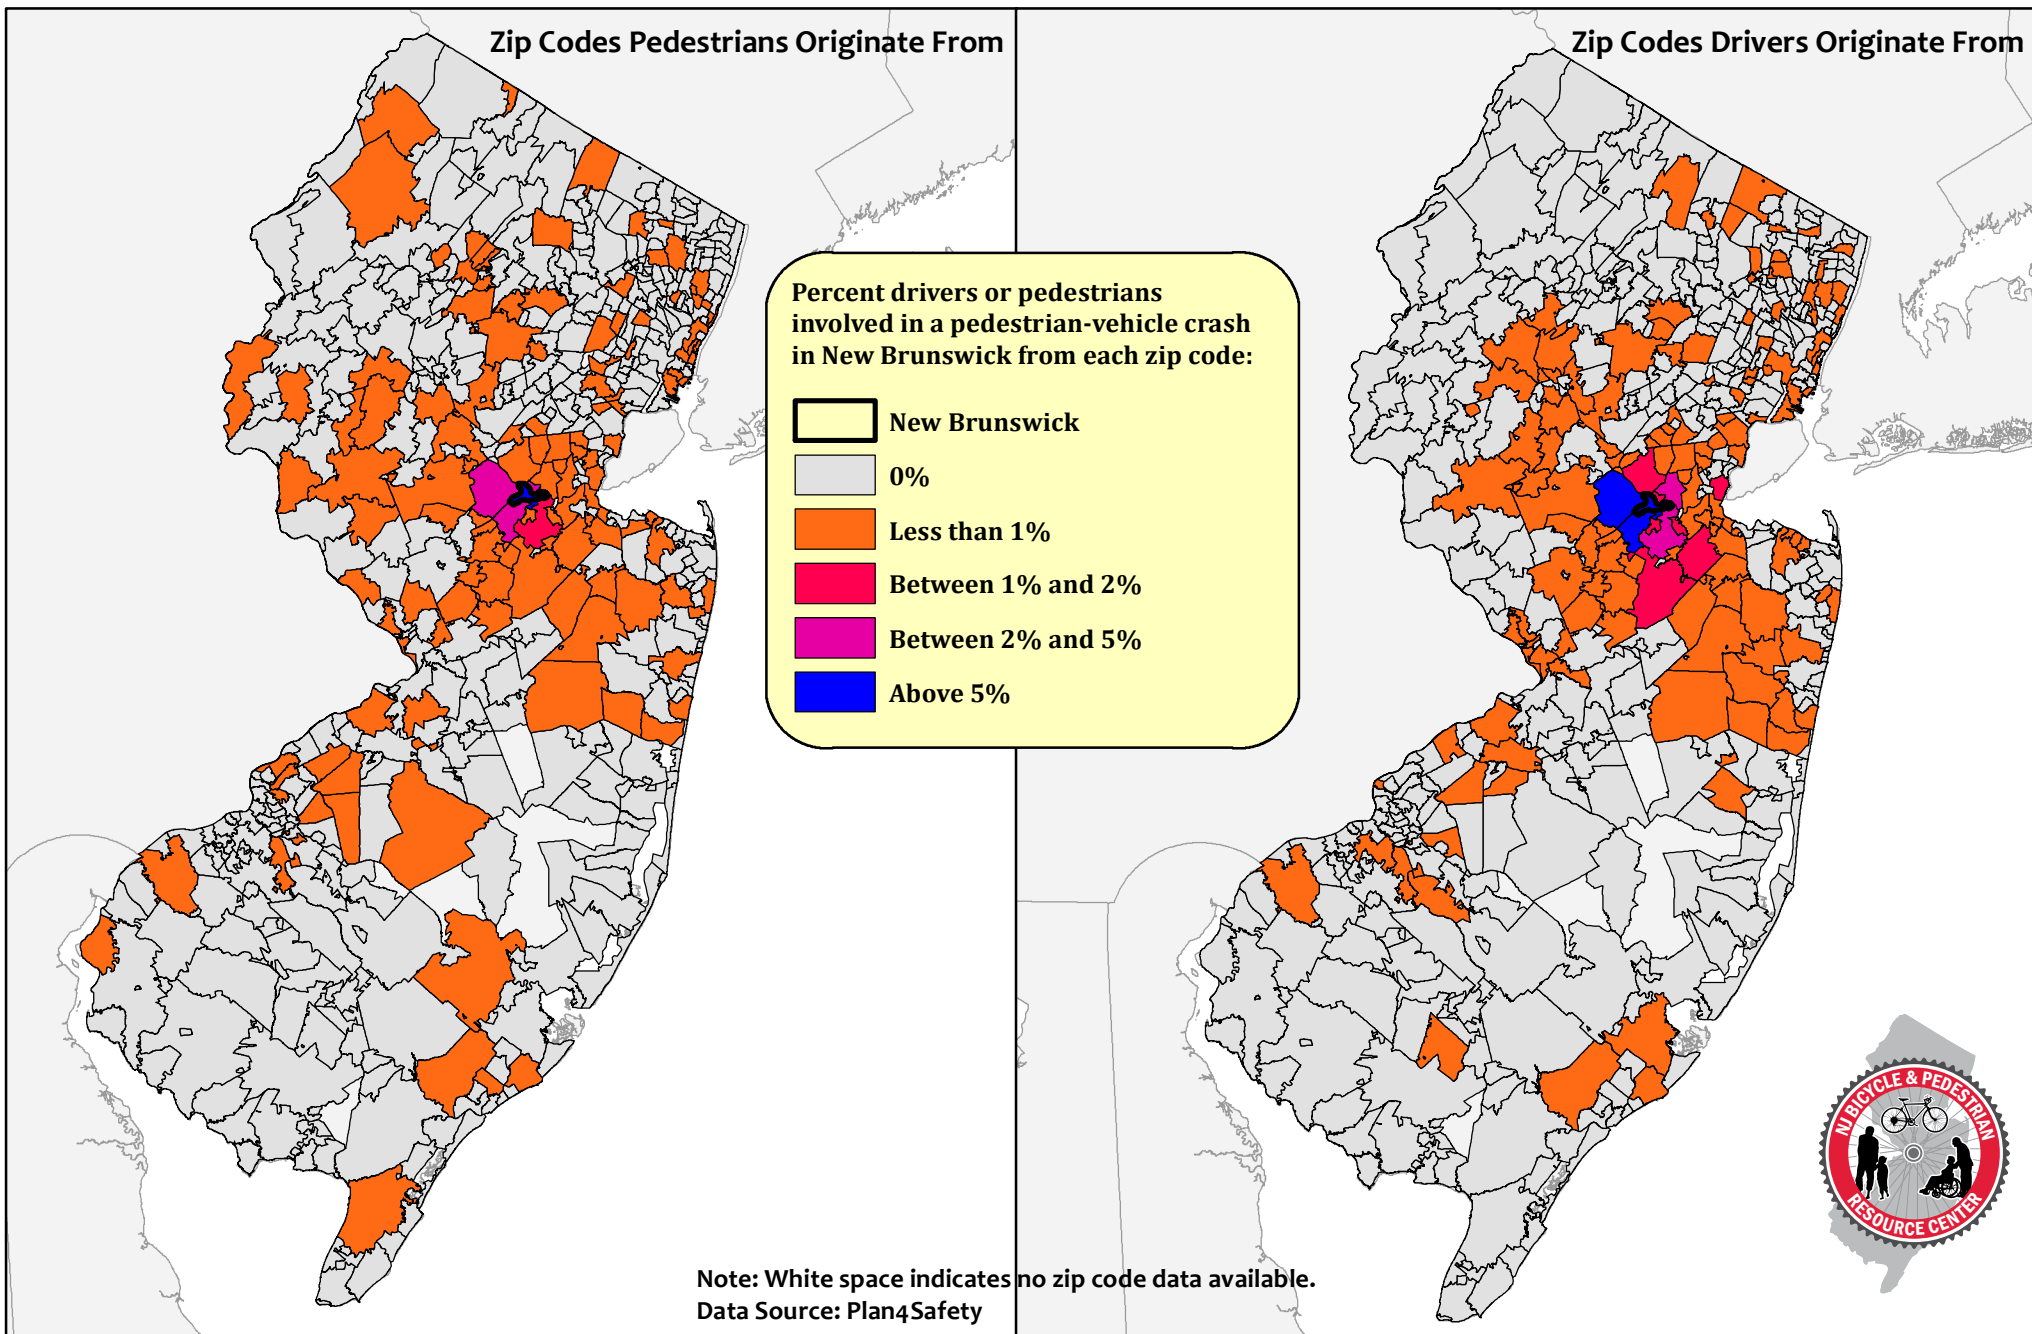 Zip Codes Pedestrians Originate From
Zip Codes Drivers Originate From
Percent drivers or pedestrians
involved in a pedestrian-vehicle crash
in New Brunswick from each zip code:
New Brunswick
0%
Less than 1%
Between 1% and 2%
Between 2% and 5%
Above 5%
NJ BICYCLE & PEDESTRIAN
RESOURCE CENTER
Note: White space indicates no zip code data available.
Data Source: Plan4Safety